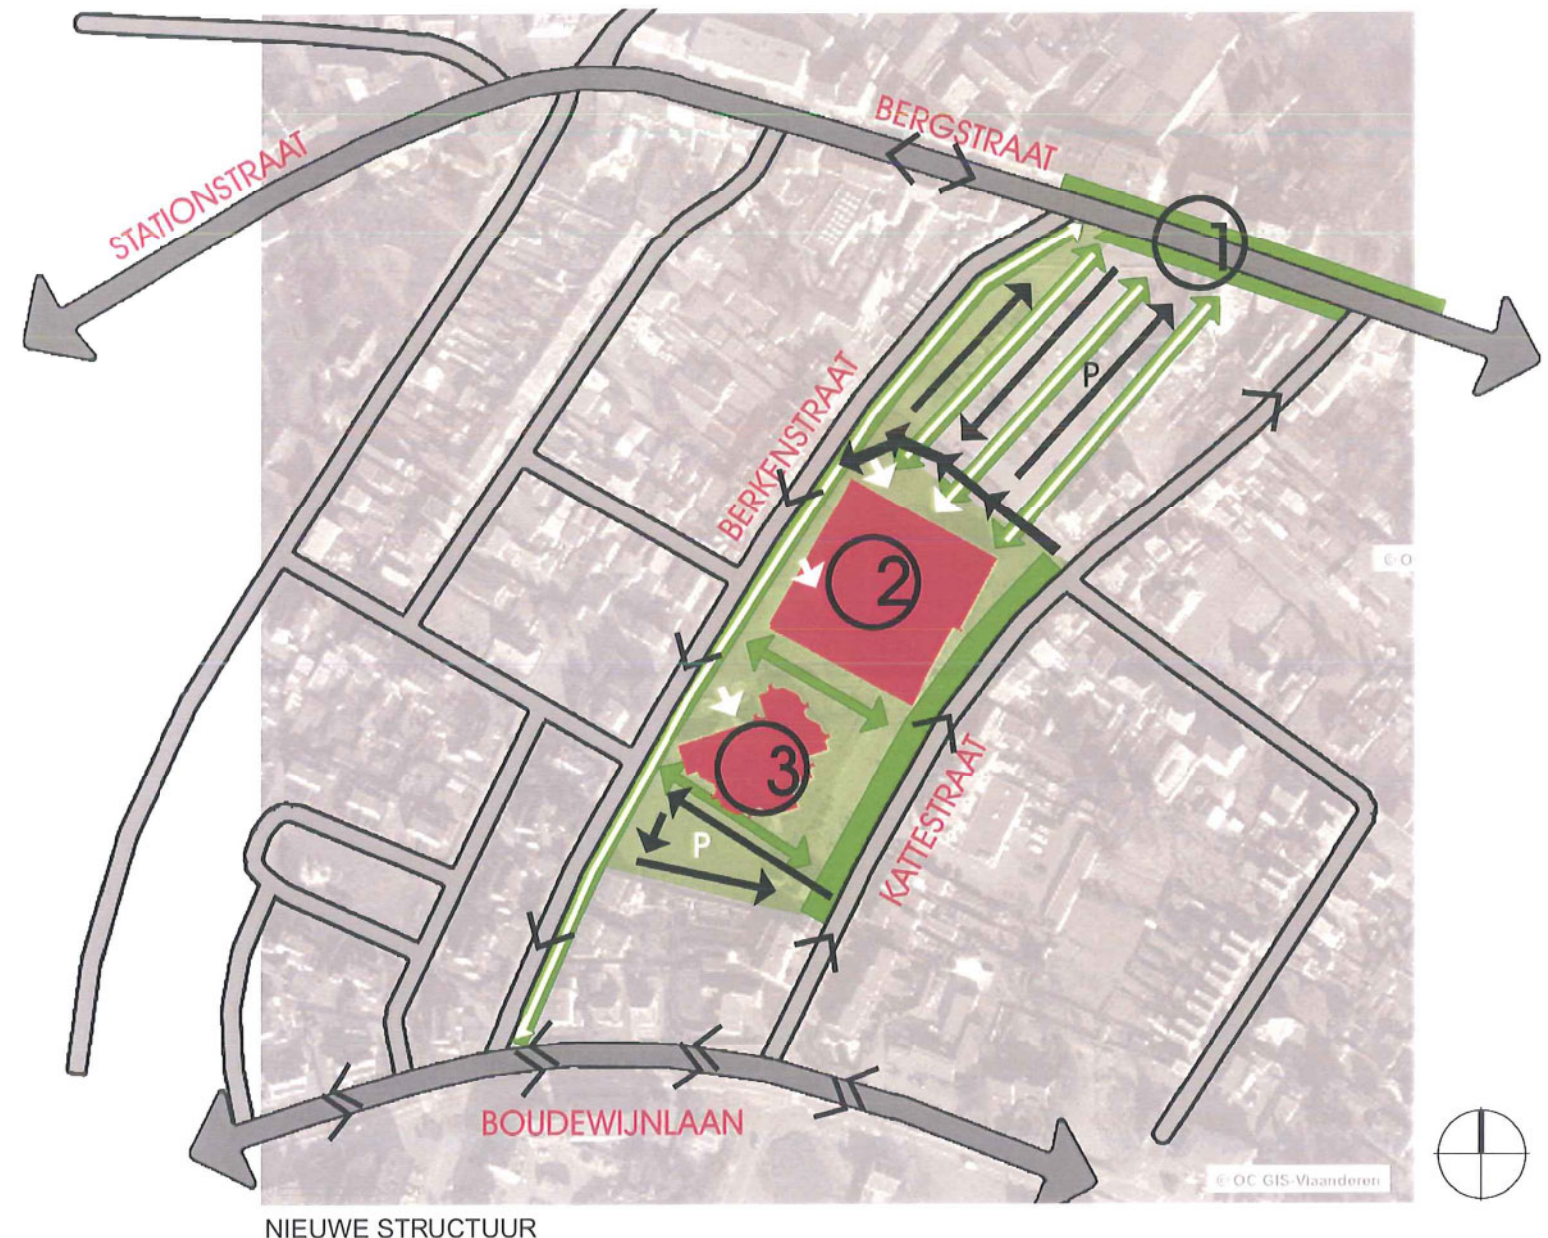 BERGSTRAAT
STATIONSTRAAT
1
P
BERKENSTRAAT
© O
2
3
KATTESTRAAT
P
BOUDEWIJNLAAN
© OC GIS-Vlaanderen
NIEUWE STRUCTUUR